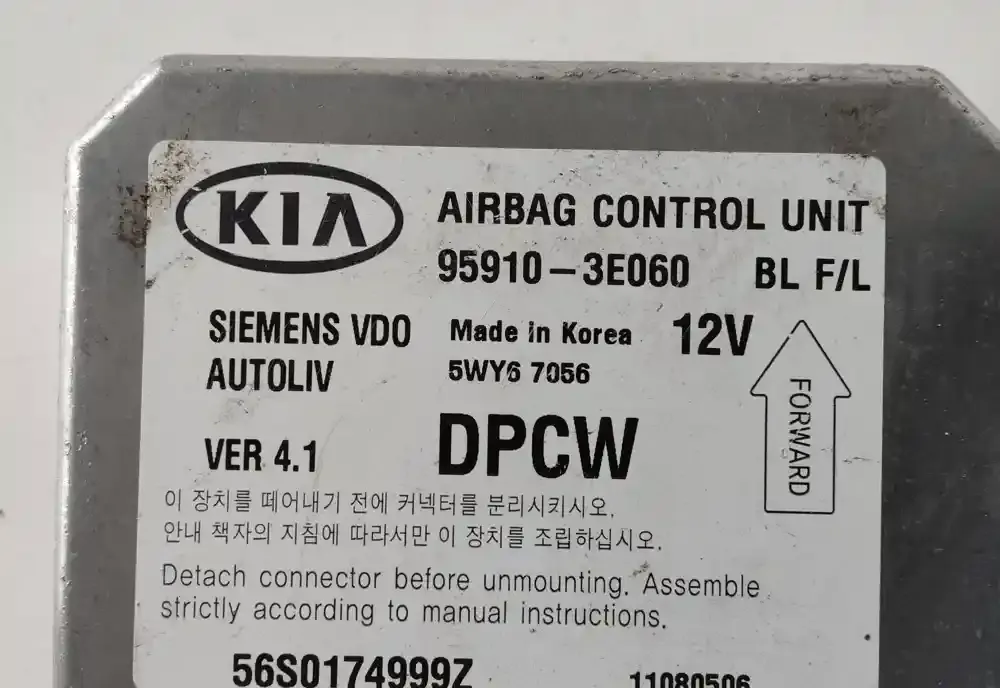 KIA AIRBAG CONTROL UNIT
95910-3E060 BL F/L
SIEMENS VDO Made in Korea 12V
AUTOLIV 5WY6 7056
FORWARD
VER 4.1 DPCW
이 장치를 떼어내기 전에 커넥터를 분리시키시오.
안내 책자의 지침에 따라서만 이 장치를 조립하십시오.
Detach connector before unmounting. Assemble
strictly according to manual instructions.
56S0174999Z 11080506